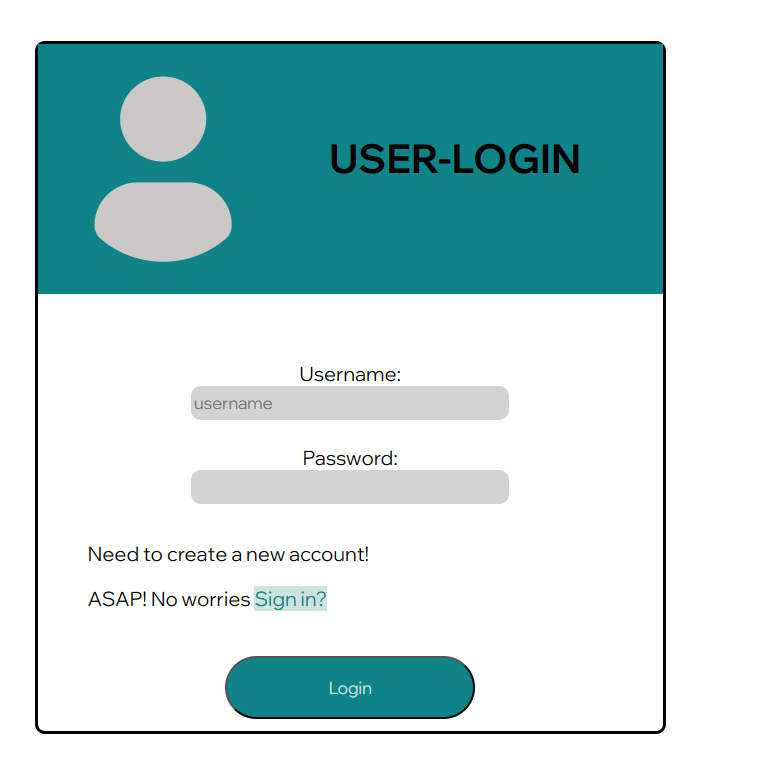 USER-LOGIN
Username:
username
Password:
Need to create a new account!
ASAP! No worries Sign in?
Login